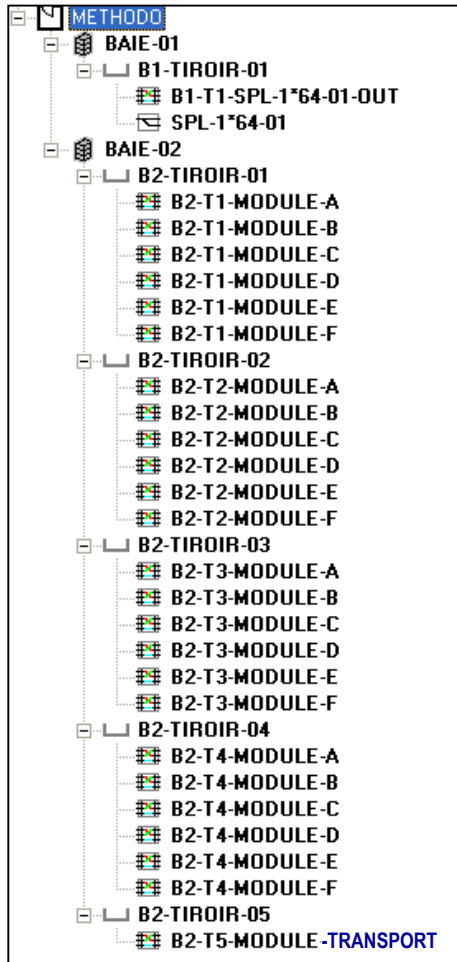 METHODO
BAIE-01
B1-TIROIR-01
B1-T1-SPL-1*64-01-OUT
SPL-1*64-01
BAIE-02
B2-TIROIR-01
B2-T1-MODULE-A
B2-T1-MODULE-B
B2-T1-MODULE-C
B2-T1-MODULE-D
B2-T1-MODULE-E
B2-T1-MODULE-F
B2-TIROIR-02
B2-T2-MODULE-A
B2-T2-MODULE-B
B2-T2-MODULE-C
B2-T2-MODULE-D
B2-T2-MODULE-E
B2-T2-MODULE-F
B2-TIROIR-03
B2-T3-MODULE-A
B2-T3-MODULE-B
B2-T3-MODULE-C
B2-T3-MODULE-D
B2-T3-MODULE-E
B2-T3-MODULE-F
B2-TIROIR-04
B2-T4-MODULE-A
B2-T4-MODULE-B
B2-T4-MODULE-C
B2-T4-MODULE-D
B2-T4-MODULE-E
B2-T4-MODULE-F
B2-TIROIR-05
B2-T5-MODULE-TRANSPORT